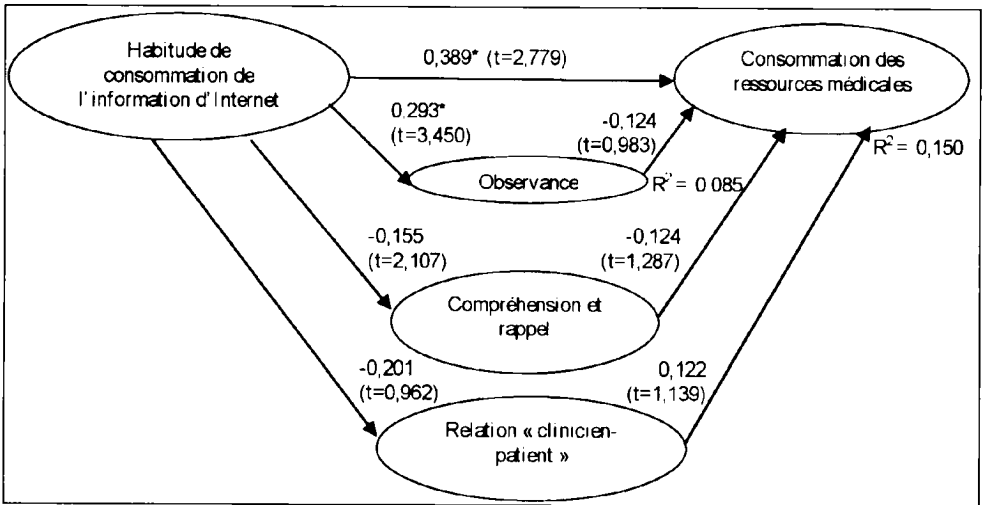 Habitude de
consommation de
l'information d'Internet
0,389* (t=2,779)
Consommation des
ressources médicales
0,293*
(t=3,450)
-0,124
(t=0,983)
R² = 0,150
Observance
R² = 0 085
-0,155
(t=2,107)
-0,124
(t=1,287)
Compréhension et
rappel
-0,201
(t=0,962)
0,122
(t=1,139)
Relation « clinicien-
patient »